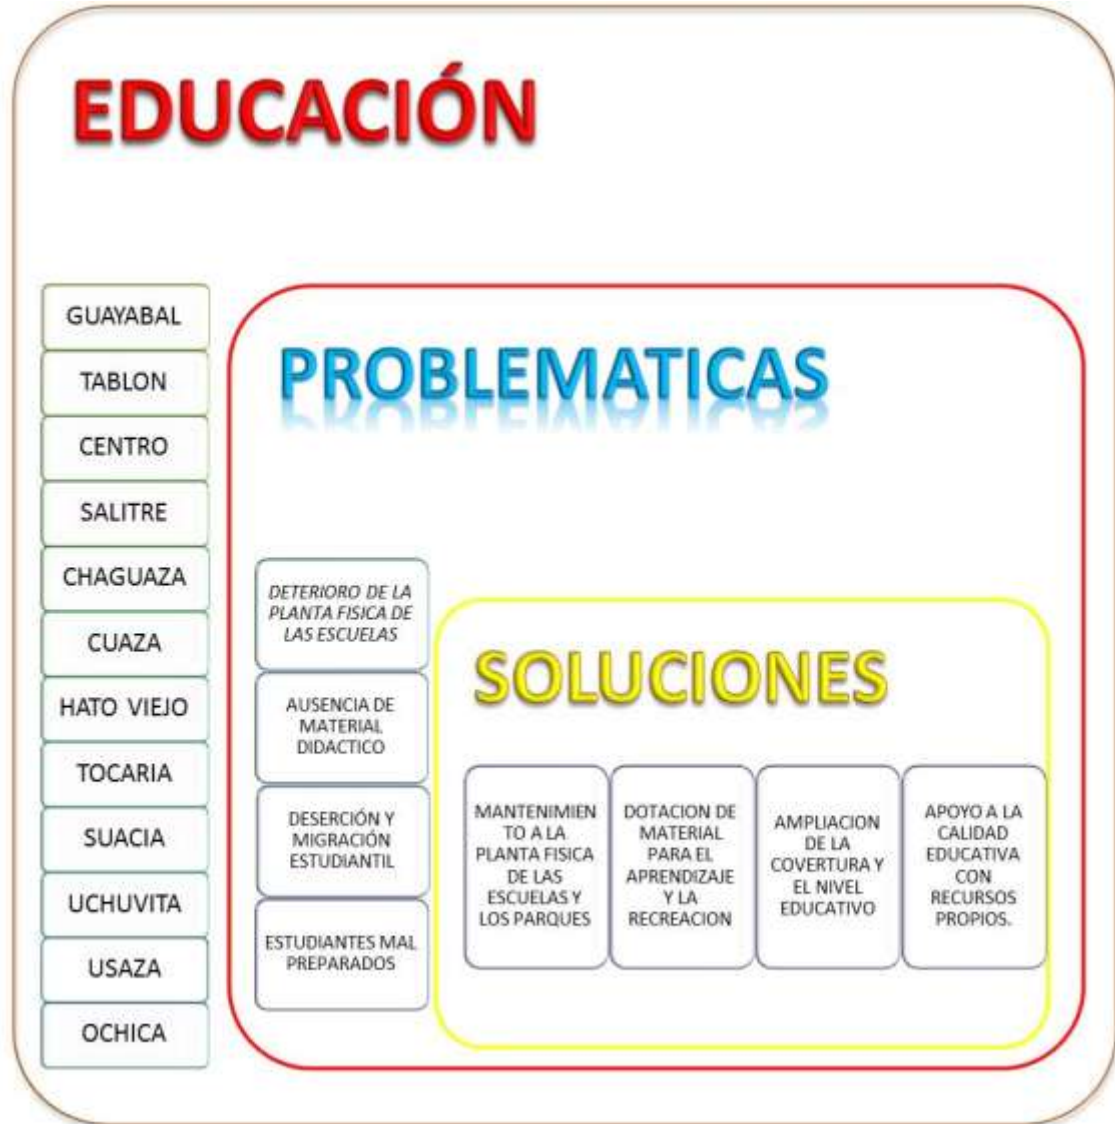 EDUCACIÓN
GUAYABAL
TABLON
CENTRO
SALITRE
CHAGUAZA
CUAZA
HATO VIEJO
TOCARIA
SUACIA
UCHUVITA
USAZA
OCHICA
PROBLEMATICAS
DETERIORO DE LA
PLANTA FISICA DE
LAS ESCUELAS
AUSENCIA DE
MATERIAL
DIDACTICO
DESERCIÓN Y
MIGRACIÓN
ESTUDIANTIL
ESTUDIANTES MAL
PREPARADOS
SOLUCIONES
MANTENIMIEN
TO A LA
PLANTA FISICA
DE LAS
ESCUELAS Y
LOS PARQUES
DOTACION DE
MATERIAL
PARA EL
APRENDIZAJE
Y LA
RECREACION
AMPLIACION
DE LA
COVERTURA Y
EL NIVEL
EDUCATIVO
APOYO A LA
CALIDAD
EDUCATIVA
CON
RECURSOS
PROPIOS.